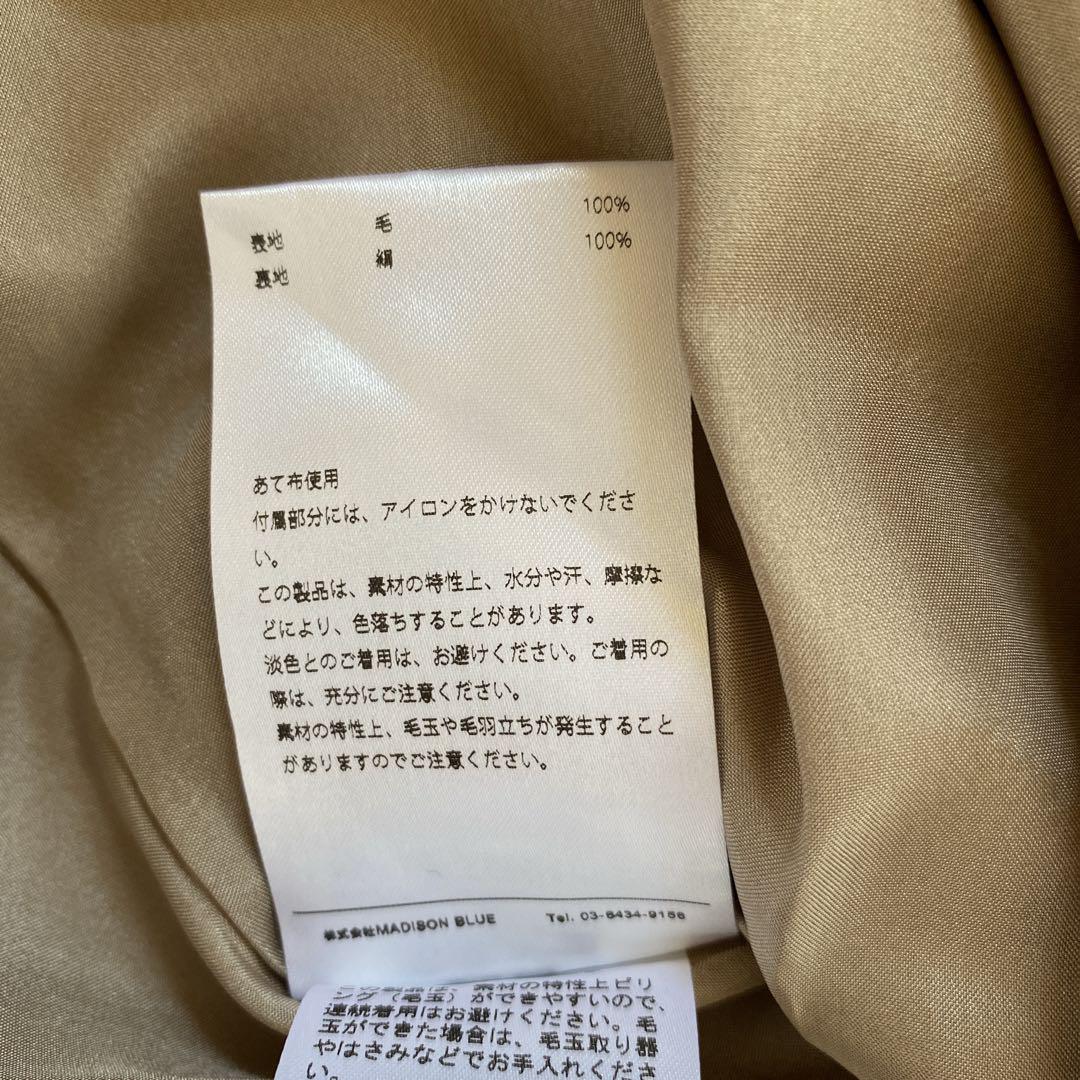 表地 毛 100%
裏地 絹 100%
あて布使用
付属部分には、アイロンをかけないでくださ
い。
この製品は、素材の特性上、水分や汗、摩擦な
どにより、色落ちすることがあります。
淡色とのご着用は、お避けください。ご着用の
際は、充分にご注意ください。
素材の特性上、毛玉や毛羽立ちが発生すること
がありますのでご注意ください。
株式会社MADISON BLUE Tel. 03-6434-9166
この製品は、素材の特性上ピリ
ング（毛玉）ができやすいので、
連続着用はお避けください。毛
玉ができた場合は、毛玉取り器
やはさみなどでお手入れくださ
い。